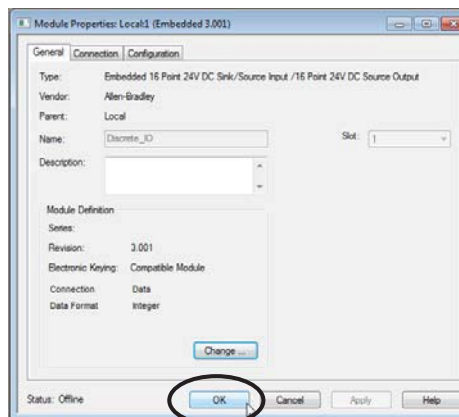 Module Properties: Local:1 (Embedded 3.001)
General Connection Configuration
Type: Embedded 16 Point 24V DC Sink/Source Input /16 Point 24V DC Source Output
Vendor: Allen-Bradley
Parent: Local
Name: Discrete_IO Slot: 1
Description:
Module Definition
Series:
Revision: 3.001
Electronic Keying: Compatible Module
Connection Data
Data Format Integer
Change ...
Status: Offline OK Cancel Apply Help